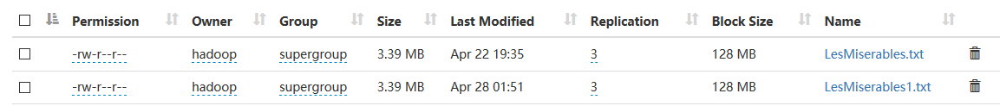 Permission Owner Group Size Last Modified Replication Block Size Name
-rw-r--r-- hadoop supergroup 3.39 MB Apr 22 19:35 3 128 MB LesMiserables.txt
-rw-r--r-- hadoop supergroup 3.39 MB Apr 28 01:51 3 128 MB LesMiserables1.txt